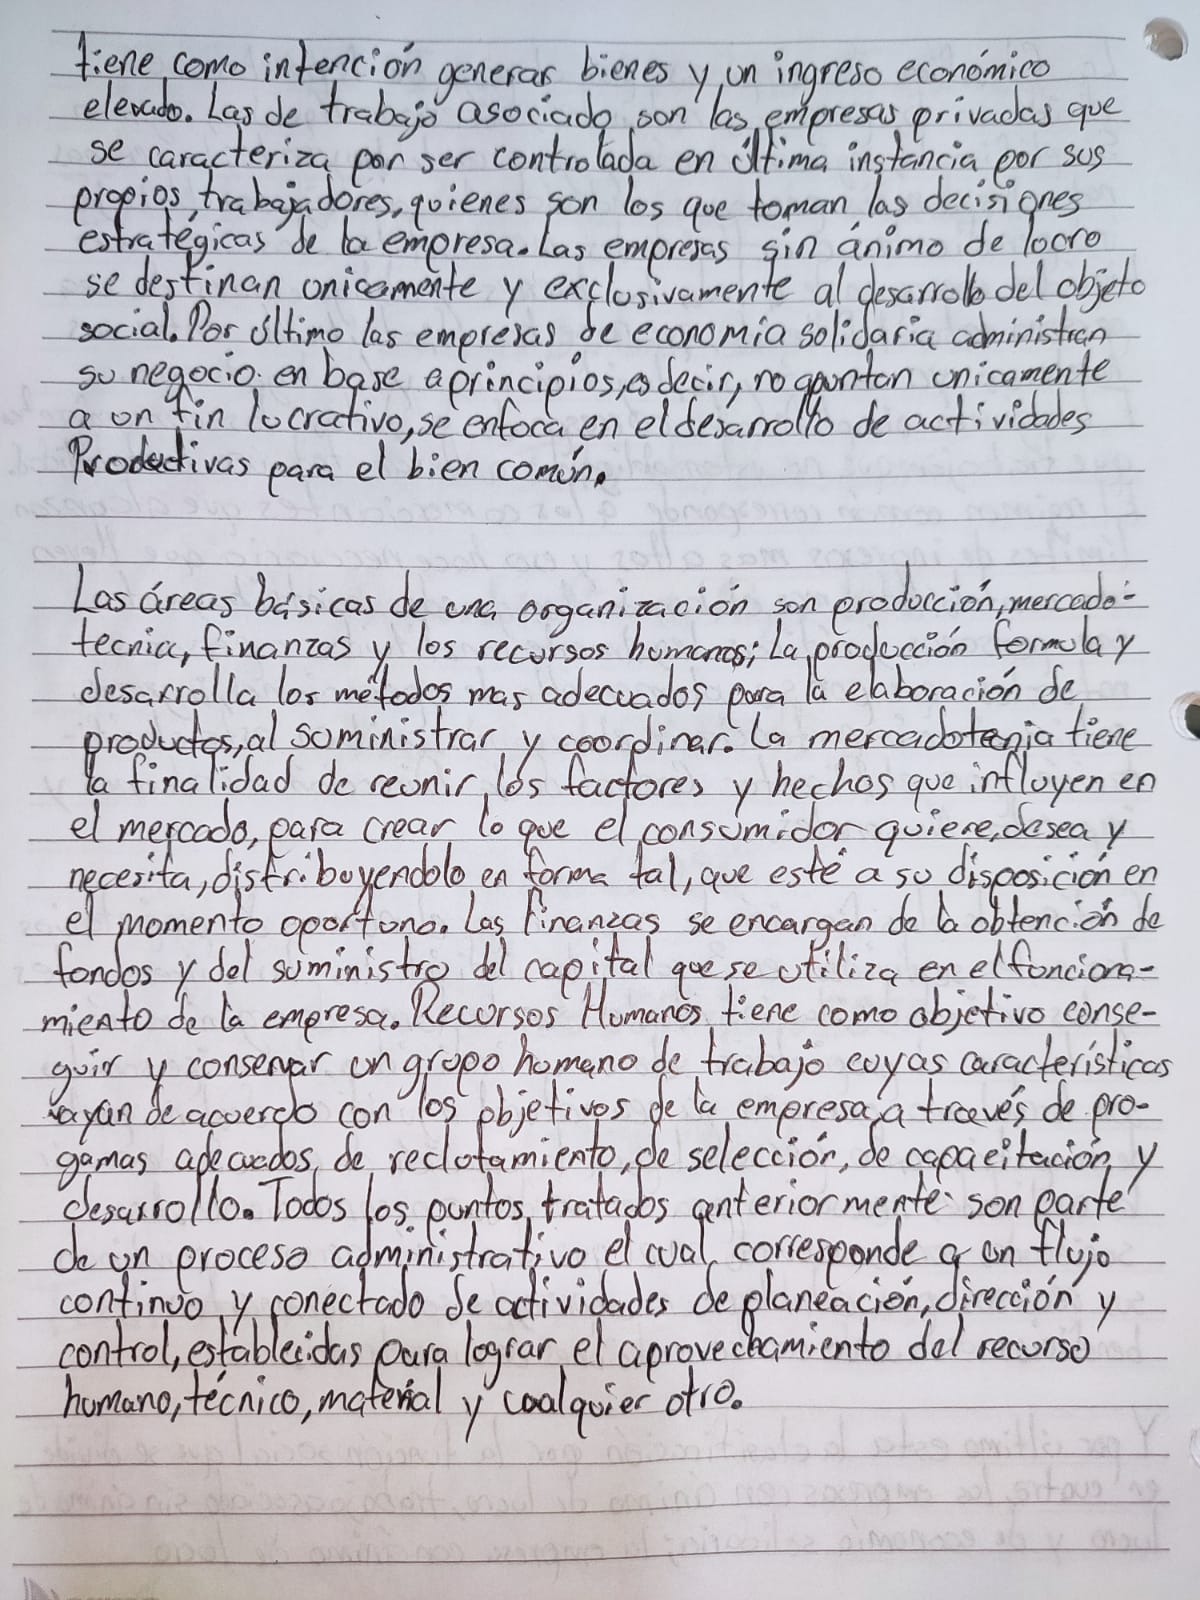 tiene como intención generar bienes y un ingreso económico
elevado. Las de trabajo asociado son las empresas privadas que
se caracteriza por ser controlada en última instancia por sus
propios trabajadores, quienes son los que toman las decisiones
estratégicas de la empresa. Las empresas sin ánimo de lucro
se destinan unicamente y exclusivamente al desarrollo del objeto
social. Por último las empresas de economía solidaria administran
su negocio en base a principios, es decir, no apuntan unicamente
a un fin lucrativo, se enfoca en el desarrollo de actividades
Productivas para el bien común.
Las áreas básicas de una organización son producción, mercado-
tecnia, finanzas y los recursos humanos; La producción formula y
desarrolla los métodos mas adecuados para la elaboración de
productos, al suministrar y coordinar. La mercadotecnia tiene
la finalidad de reunir los factores y hechos que influyen en
el mercado, para crear lo que el consumidor quiere, desea y
necesita, distribuyendolo en forma tal, que esté a su disposición en
el momento oportuno. Las finanzas se encargan de la obtención de
fondos y del suministro del capital que se utiliza en el funciona-
miento de la empresa. Recursos Humanos tiene como objetivo conse-
guir y conservar un grupo humano de trabajo cuyas características
vayan de acuerdo con los objetivos de la empresa, a través de pro-
gamas adecuados de reclutamiento, de selección, de capacitación y
desarrollo. Todos los puntos tratados anteriormente son parte
de un proceso administrativo el cual corresponde a un flujo
continuo y conectado de actividades de planeación, dirección y
control, establecidas para lograr el aprovechamiento del recurso
humano, técnico, material y cualquier otro.